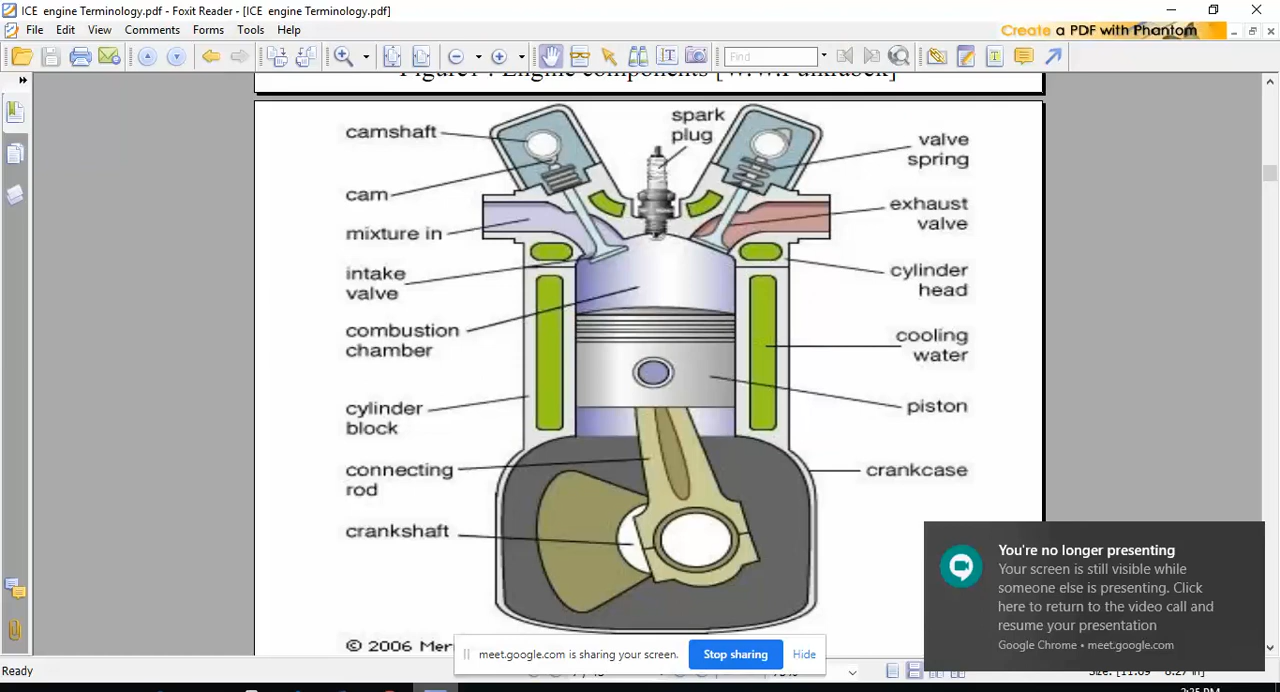 ICE engine Terminology.pdf - Foxit Reader - [ICE engine Terminology.pdf]
File Edit View Comments Forms Tools Help
Create a PDF with Phantom
Find
Engine components
camshaft
spark
plug
valve
spring
cam
exhaust
valve
mixture in
intake
valve
cylinder
head
combustion
chamber
cooling
water
cylinder
block
piston
connecting
rod
crankcase
crankshaft
You're no longer presenting
Your screen is still visible while
someone else is presenting. Click
here to return to the video call and
resume your presentation
Google Chrome • meet.google.com
© 2006
meet.google.com is sharing your screen.
Stop sharing
Hide
Ready